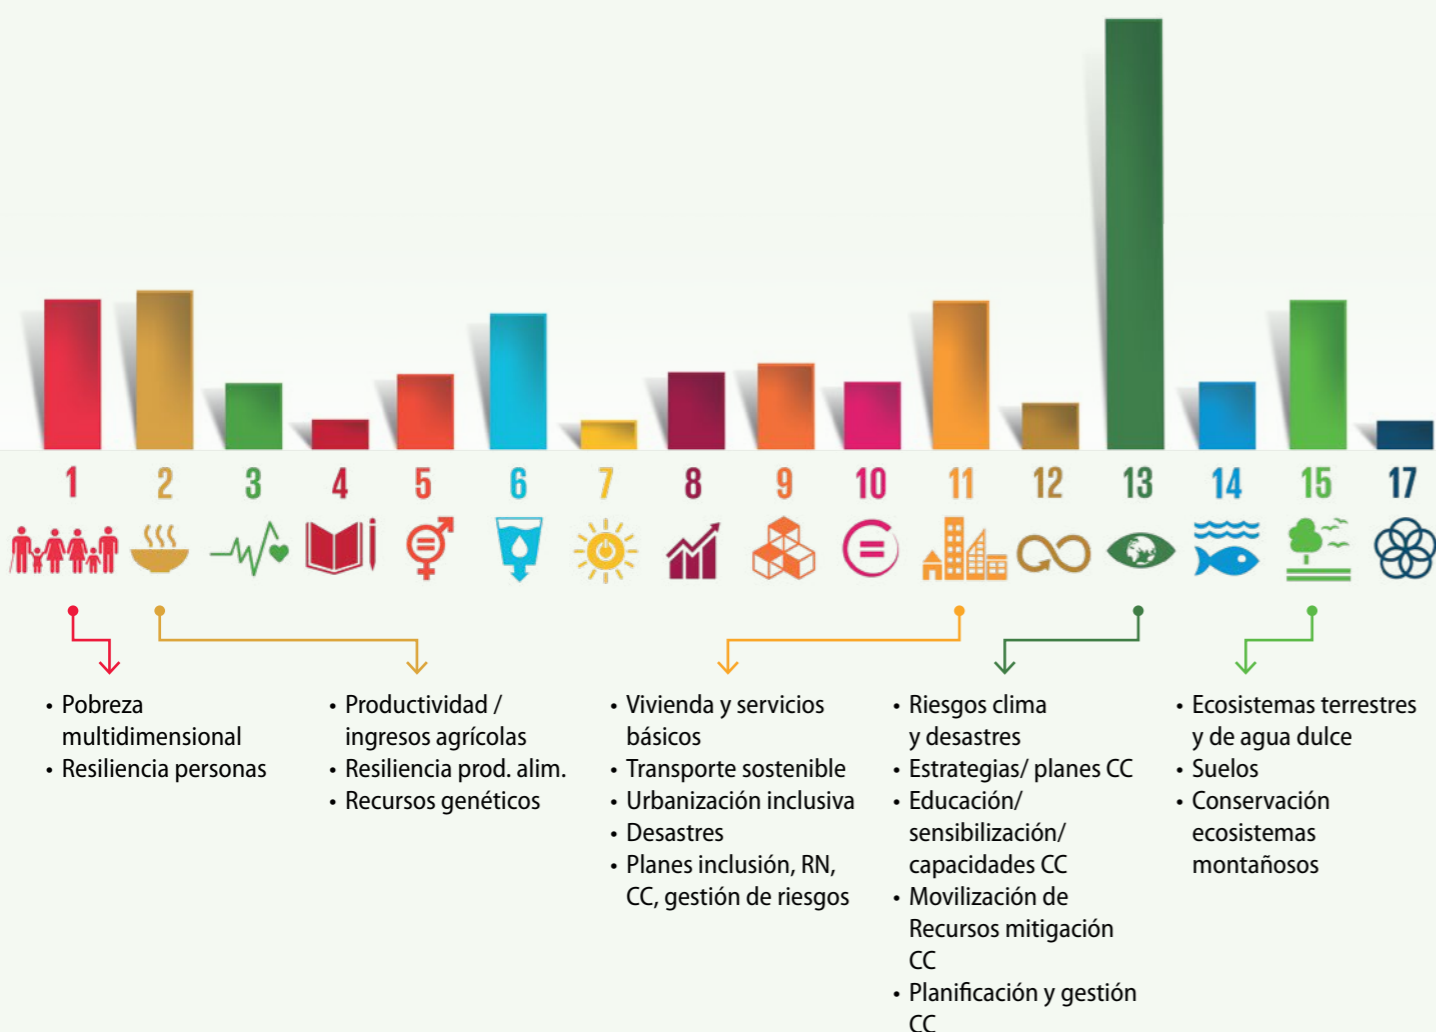 1 2 3 4 5 6 7 8 9 10 11 12 13 14 15 17
• Pobreza
multidimensional
• Resiliencia personas
• Productividad /
ingresos agrícolas
• Resiliencia prod. alim.
• Recursos genéticos
• Vivienda y servicios
básicos
• Transporte sostenible
• Urbanización inclusiva
• Desastres
• Planes inclusión, RN,
CC, gestión de riesgos
• Riesgos clima
y desastres
• Estrategias/ planes CC
• Educación/
sensibilización/
capacidades CC
• Movilización de
Recursos mitigación
CC
• Planificación y gestión
CC
• Ecosistemas terrestres
y de agua dulce
• Suelos
• Conservación
ecosistemas
montañosos